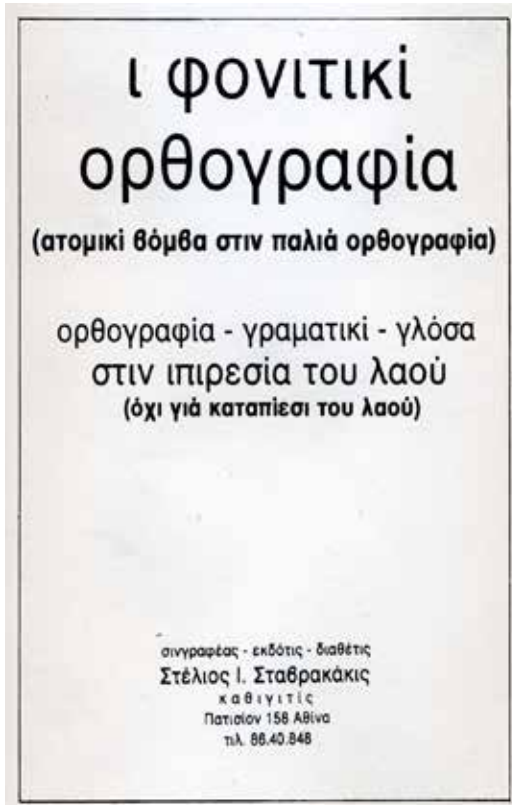 ι φονιτικί
ορθογραφία
(ατομικί βόμβα στιν παλιά ορθογραφία)
ορθογραφία - γραματικί - γλόσα
στιν ιπιρεσία του λαού
(όχι γιά καταπίεσι του λαού)
σινγραφέας - εκδότις - διαθέτις
Στέλιος Ι. Σταβρακάκις
καθιγιτίς
Πατισίον 158 Αθίνα
τιλ. 86.40.848